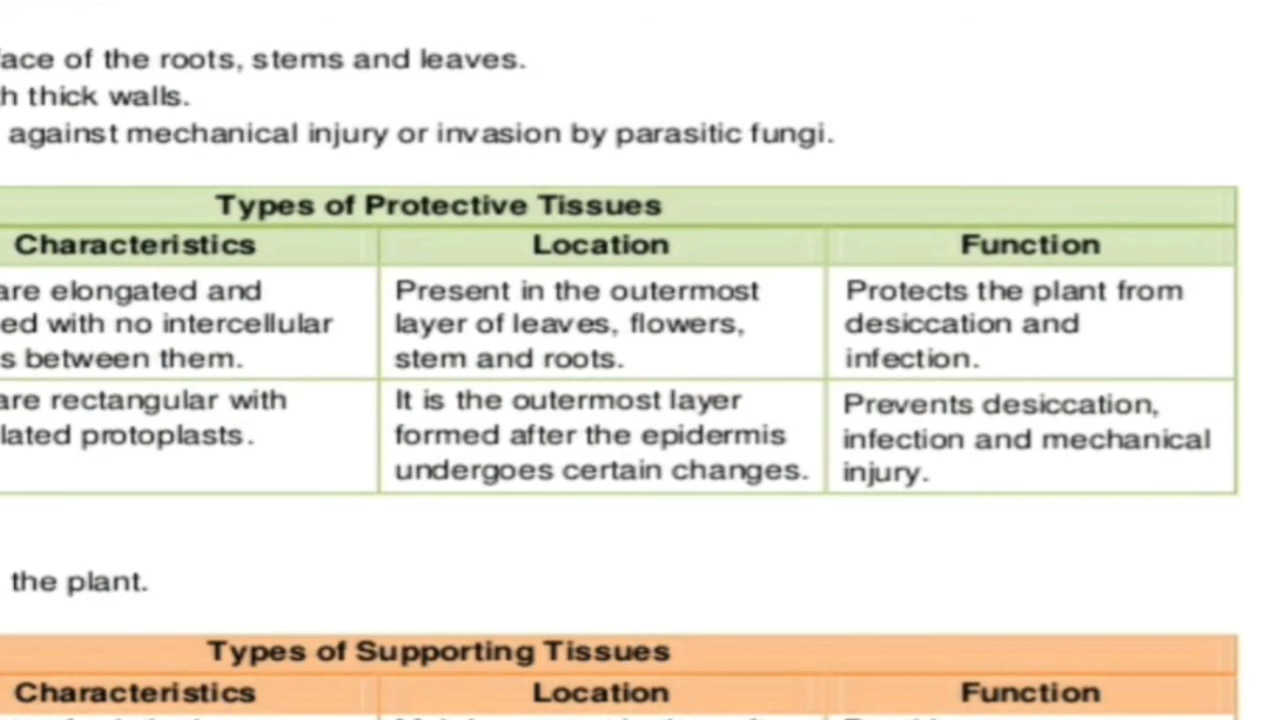 face of the roots, stems and leaves.
h thick walls.
against mechanical injury or invasion by parasitic fungi.
Types of Protective Tissues
Characteristics Location Function
are elongated and Present in the outermost Protects the plant from
ed with no intercellular layer of leaves, flowers, desiccation and
s between them. stem and roots. infection.
are rectangular with It is the outermost layer Prevents desiccation,
lated protoplasts. formed after the epidermis infection and mechanical
undergoes certain changes. injury.
the plant.
Types of Supporting Tissues
Characteristics Location Function